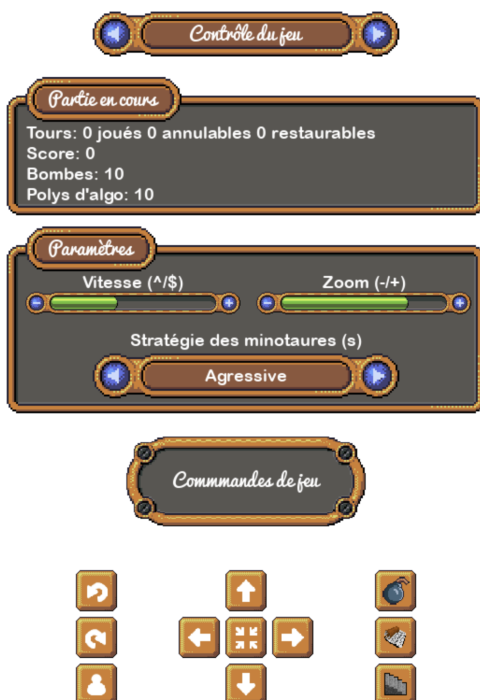 Contrôle du jeu
Partie en cours
Tours: 0 joués 0 annulables 0 restaurables
Score: 0
Bombes: 10
Polys d'algo: 10
Paramètres
Vitesse (^/$) Zoom (-/+)
Stratégie des minotaures (s)
Agressive
Commmandes de jeu